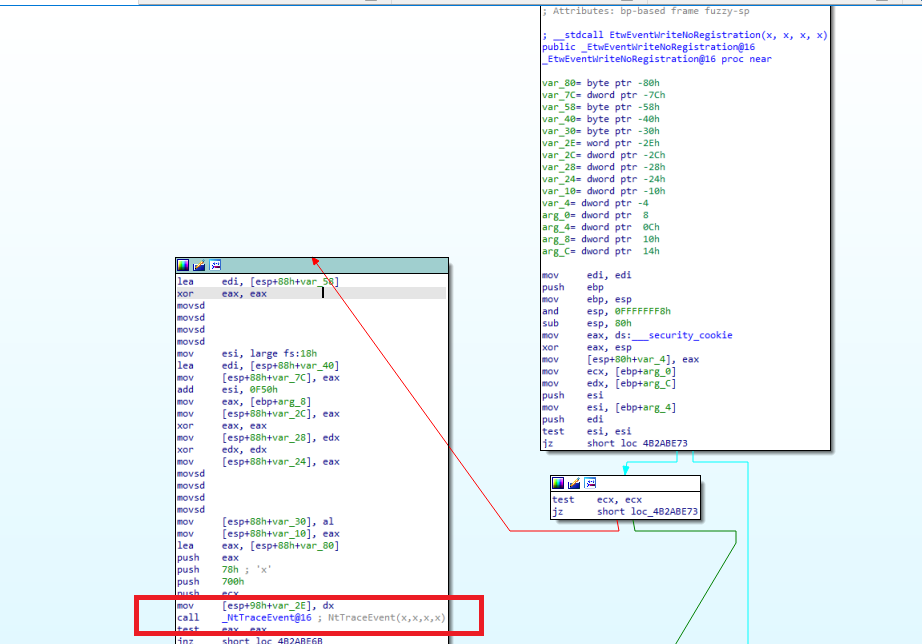 ; Attributes: bp-based frame fuzzy-sp
; __stdcall EtwEventWriteNoRegistration(x, x, x, x)
public _EtwEventWriteNoRegistration@16
_EtwEventWriteNoRegistration@16 proc near
var_80= byte ptr -80h
var_7C= dword ptr -7Ch
var_58= byte ptr -58h
var_40= byte ptr -40h
var_30= byte ptr -30h
var_2E= word ptr -2Eh
var_2C= dword ptr -2Ch
var_28= dword ptr -28h
var_24= dword ptr -24h
var_10= dword ptr -10h
var_4= dword ptr -4
arg_0= dword ptr 8
arg_4= dword ptr 0Ch
arg_8= dword ptr 10h
arg_C= dword ptr 14h
mov edi, edi
push ebp
mov ebp, esp
and esp, 0FFFFFFF8h
sub esp, 80h
mov eax, ds:___security_cookie
xor eax, esp
mov [esp+80h+var_4], eax
mov ecx, [ebp+arg_0]
mov edx, [ebp+arg_C]
push esi
mov esi, [ebp+arg_4]
push edi
test esi, esi
jz short loc_4B2ABE73
test ecx, ecx
jz short loc_4B2ABE73
lea edi, [esp+88h+var_58]
xor eax, eax
movsd
movsd
movsd
movsd
mov esi, large fs:18h
lea edi, [esp+88h+var_40]
mov [esp+88h+var_7C], eax
add esi, 0F50h
mov eax, [ebp+arg_8]
mov [esp+88h+var_2C], eax
xor eax, eax
mov [esp+88h+var_28], edx
xor edx, edx
mov [esp+88h+var_24], eax
movsd
movsd
movsd
movsd
mov [esp+88h+var_30], al
mov [esp+88h+var_10], eax
lea eax, [esp+88h+var_80]
push eax
push 78h ; 'x'
push 700h
push ecx
mov [esp+98h+var_2E], dx
call _NtTraceEvent@16 ; NtTraceEvent(x,x,x,x)
test eax, eax
jnz short loc_4B2ABE6B